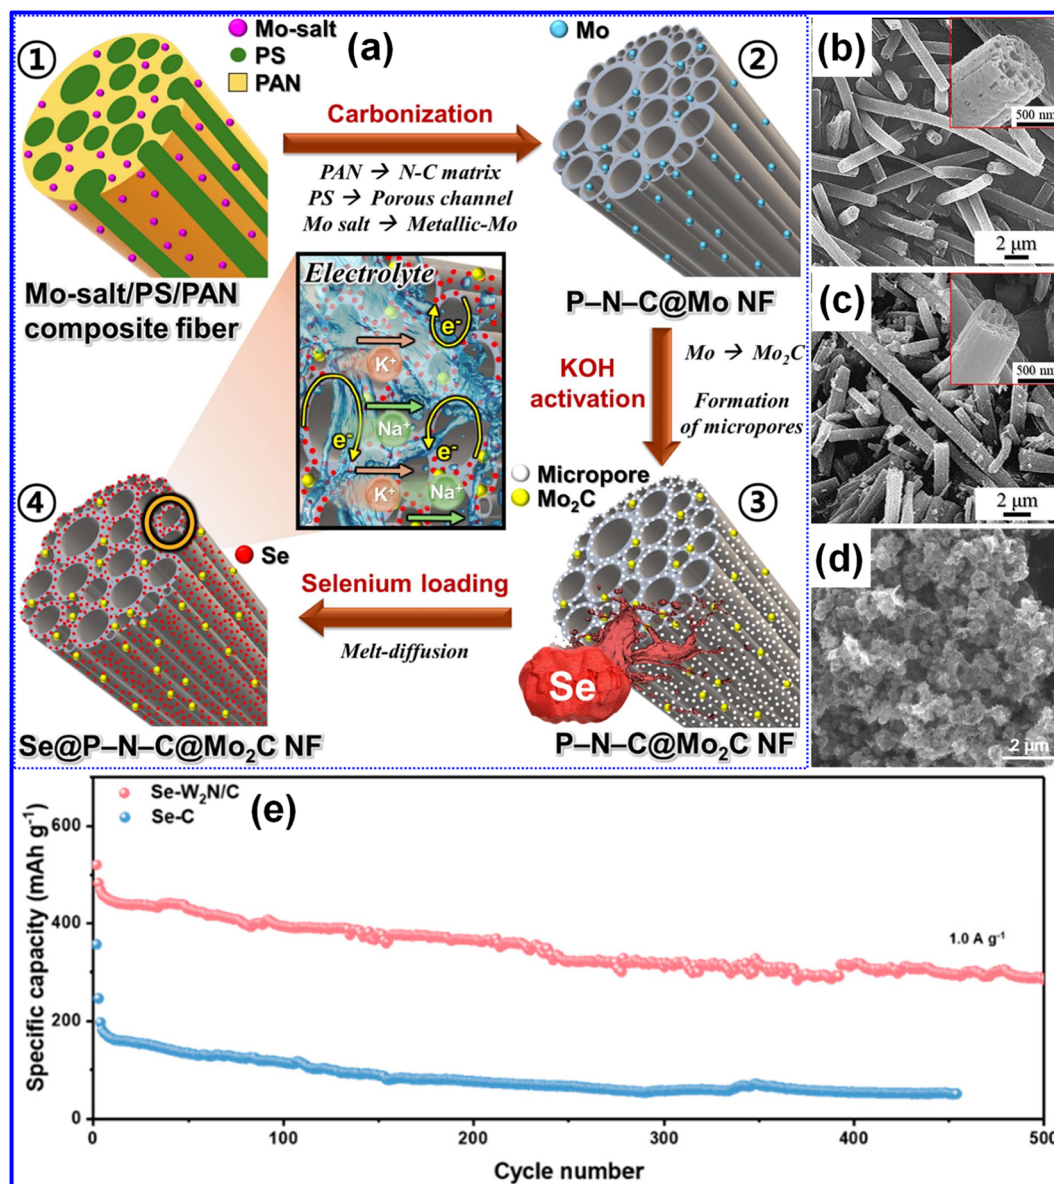 (a)
①
Mo-salt
PS
PAN
Mo-salt/PS/PAN
composite fiber
Carbonization
PAN → N-C matrix
PS → Porous channel
Mo salt → Metallic-Mo
Mo
②
P–N–C@Mo NF
KOH
activation
Mo → Mo₂C
Formation
of micropores
Electrolyte
e⁻
K⁺
Na⁺
e⁻
e⁻
K⁺
Na⁺
Micropore
Mo₂C
③
Se
P–N–C@Mo₂C NF
Selenium loading
Melt-diffusion
④
Se
Se@P–N–C@Mo₂C NF
(b)
500 nm
2 μm
(c)
500 nm
2 μm
(d)
2 μm
(e)
Se-W₂N/C
Se-C
1.0 A g⁻¹
Specific capacity (mAh g⁻¹)
600
400
200
0
0
100
200
300
400
500
Cycle number